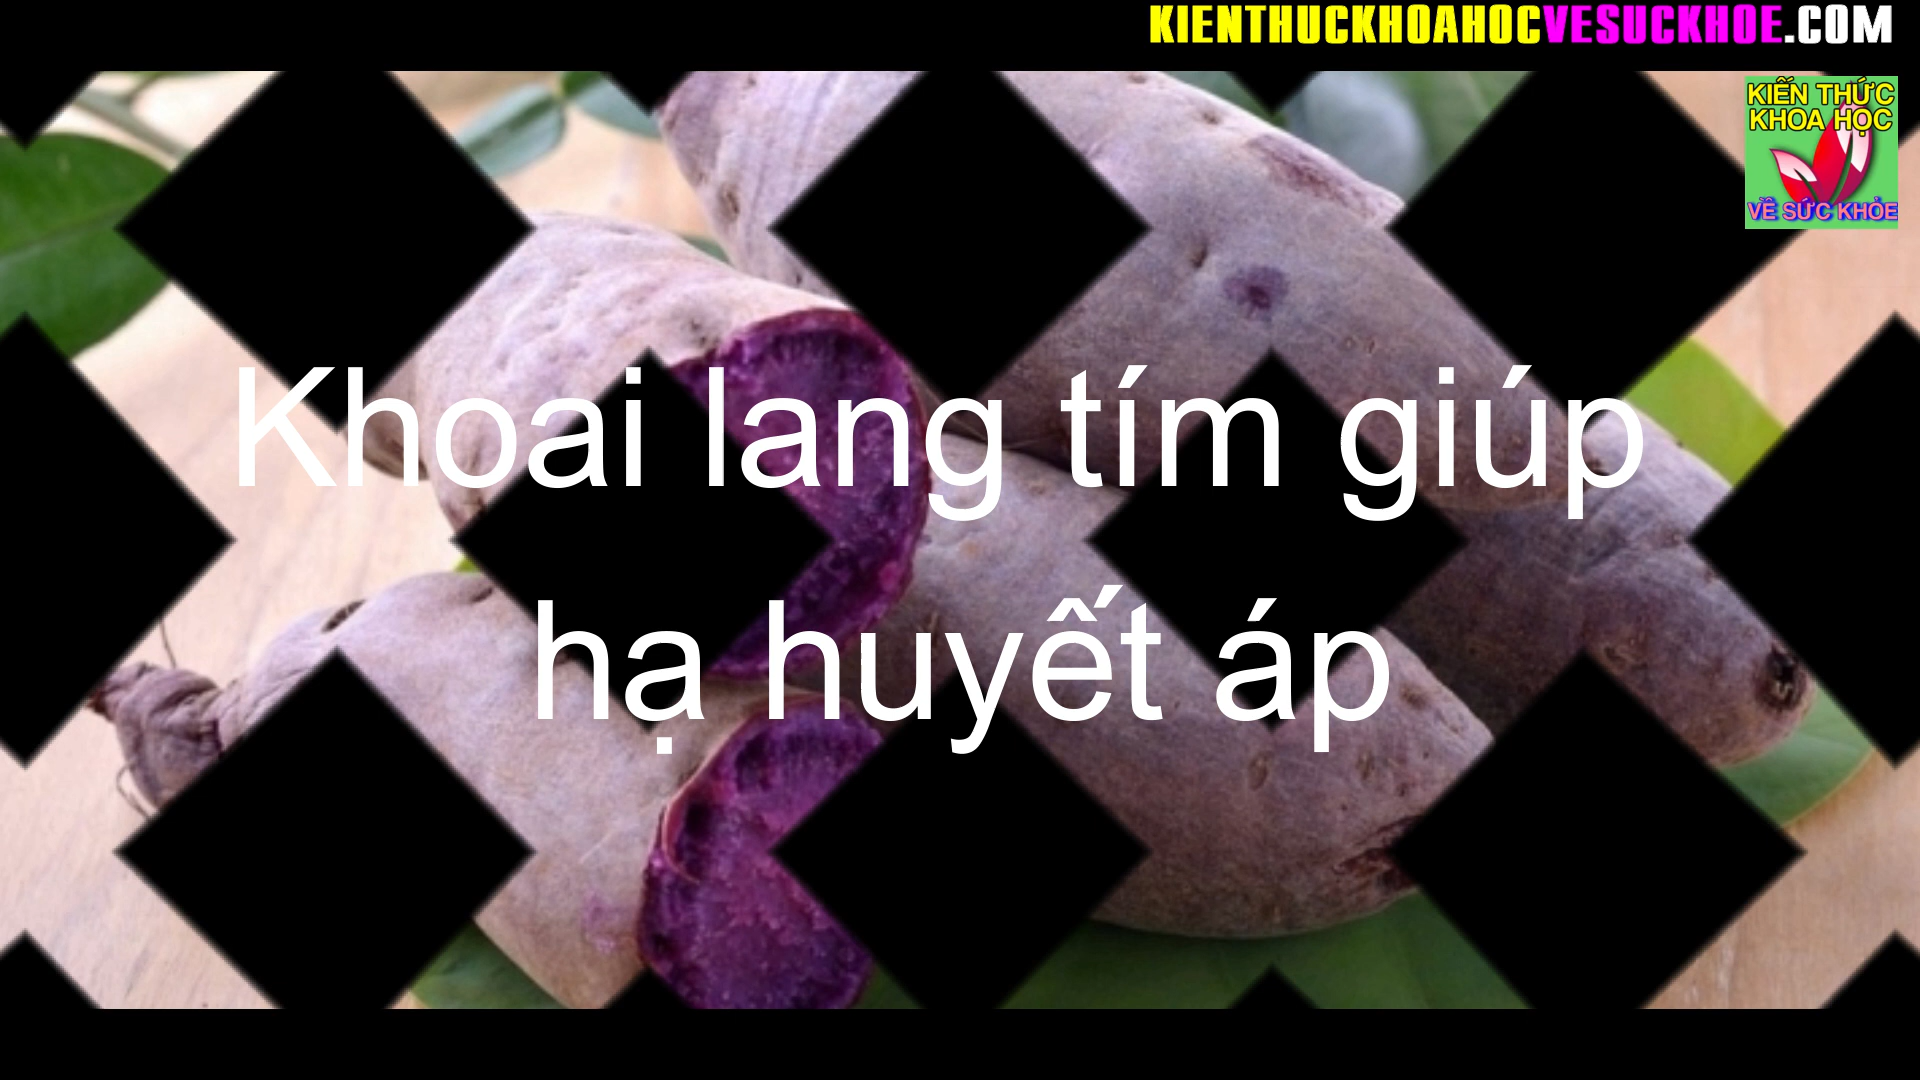 KIENTHUCKHOAHOCVESUCKHOE.COM
KIẾN THỨC
KHOA HỌC
VỀ SỨC KHỎE
Khoai lang tím giúp
hạ huyết áp